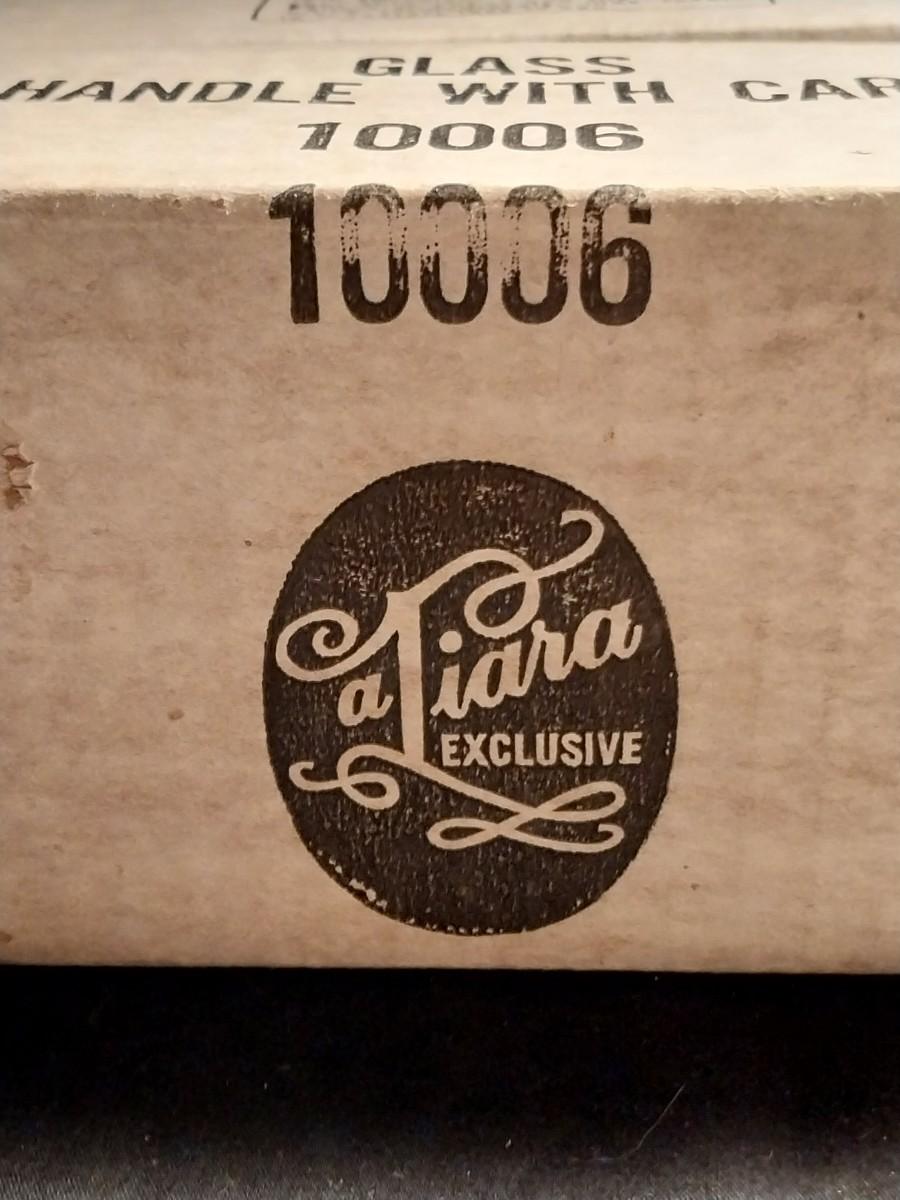 GLASS
HANDLE WITH CAR
10006
10006
a Tiara
EXCLUSIVE